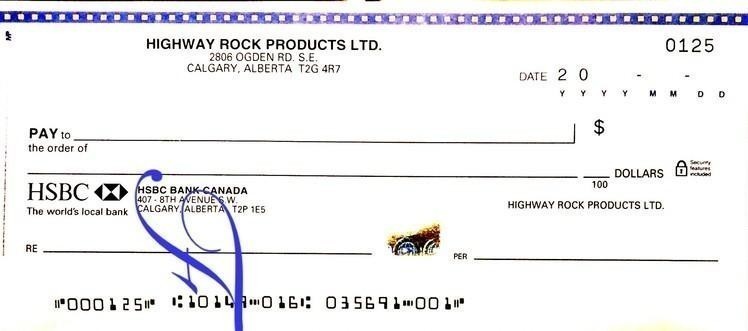 HIGHWAY ROCK PRODUCTS LTD.
2806 OGDEN RD. S.E.
CALGARY, ALBERTA T2G 4R7
0125
DATE 2 0 - -
Y Y Y Y M M D D
PAY to
the order of
$
100 DOLLARS
Security
features
included
HSBC
The world's local bank
HSBC BANK CANADA
407 - 8TH AVENUE S.W.
CALGARY, ALBERTA T2P 1E5
HIGHWAY ROCK PRODUCTS LTD.
RE
PER
⑈000125⑈ ⑆10149⑉016⑆ 035691⑉001⑈
MP